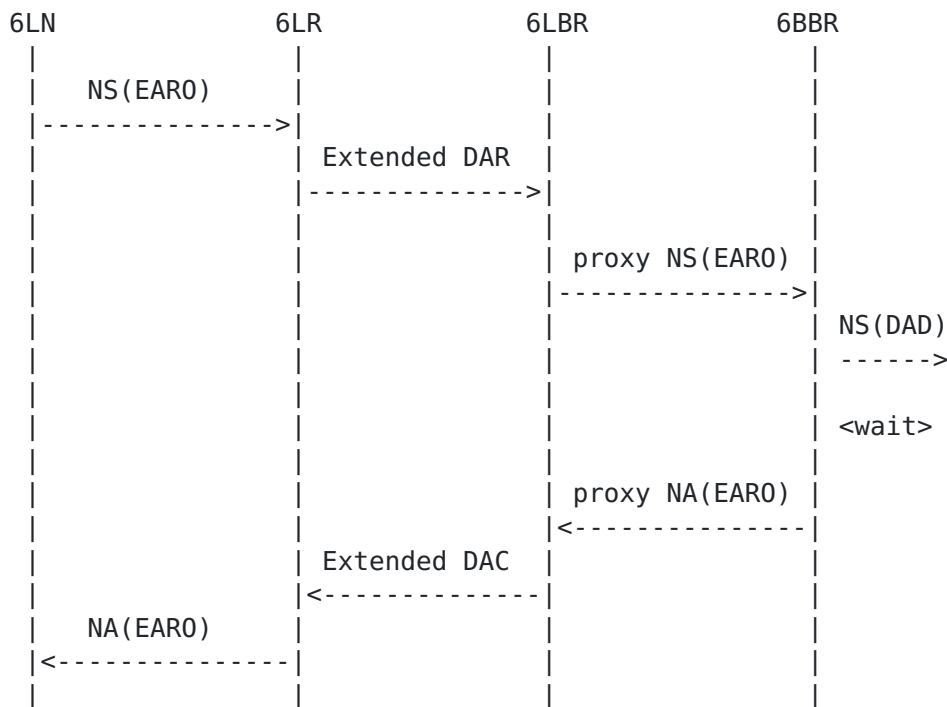 6LN 6LR 6LBR 6BBR
NS(EARO)
Extended DAR
proxy NS(EARO)
NS(DAD)
<wait>
proxy NA(EARO)
Extended DAC
NA(EARO)